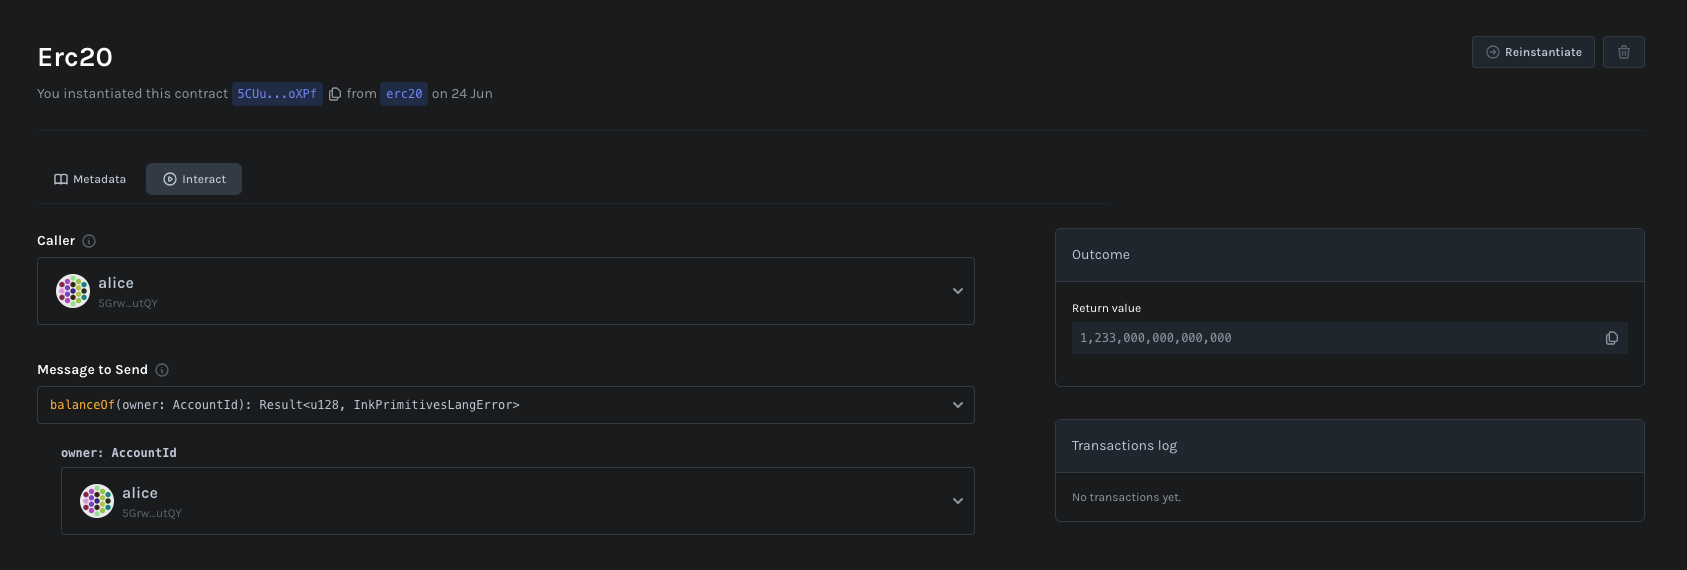 Erc20
Reinstantiate
You instantiated this contract 5CUu...oXPf from erc20 on 24 Jun
Metadata
Interact
Caller
alice
5Grw...utQY
Message to Send
balanceOf(owner: AccountId): Result<u128, InkPrimitivesLangError>
owner: AccountId
alice
5Grw...utQY
Outcome
Return value
1,233,000,000,000,000
Transactions log
No transactions yet.